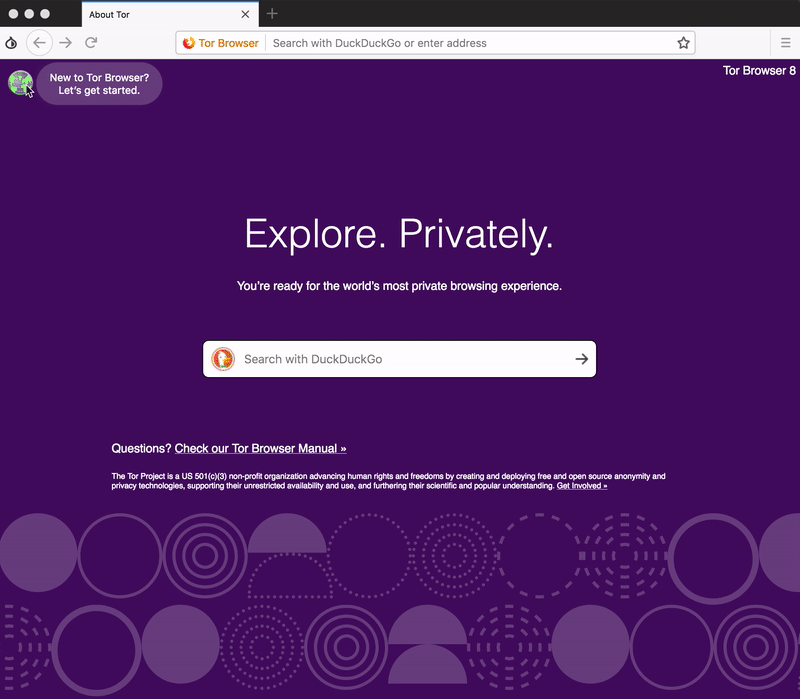 About Tor
Tor Browser
Search with DuckDuckGo or enter address
New to Tor Browser?
Let's get started.
Tor Browser 8
Explore. Privately.
You're ready for the world's most private browsing experience.
Search with DuckDuckGo
Questions? Check our Tor Browser Manual »
The Tor Project is a US 501(c)(3) non-profit organization advancing human rights and freedoms by creating and deploying free and open source anonymity and
privacy technologies, supporting their unrestricted availability and use, and furthering their scientific and popular understanding. Get Involved »